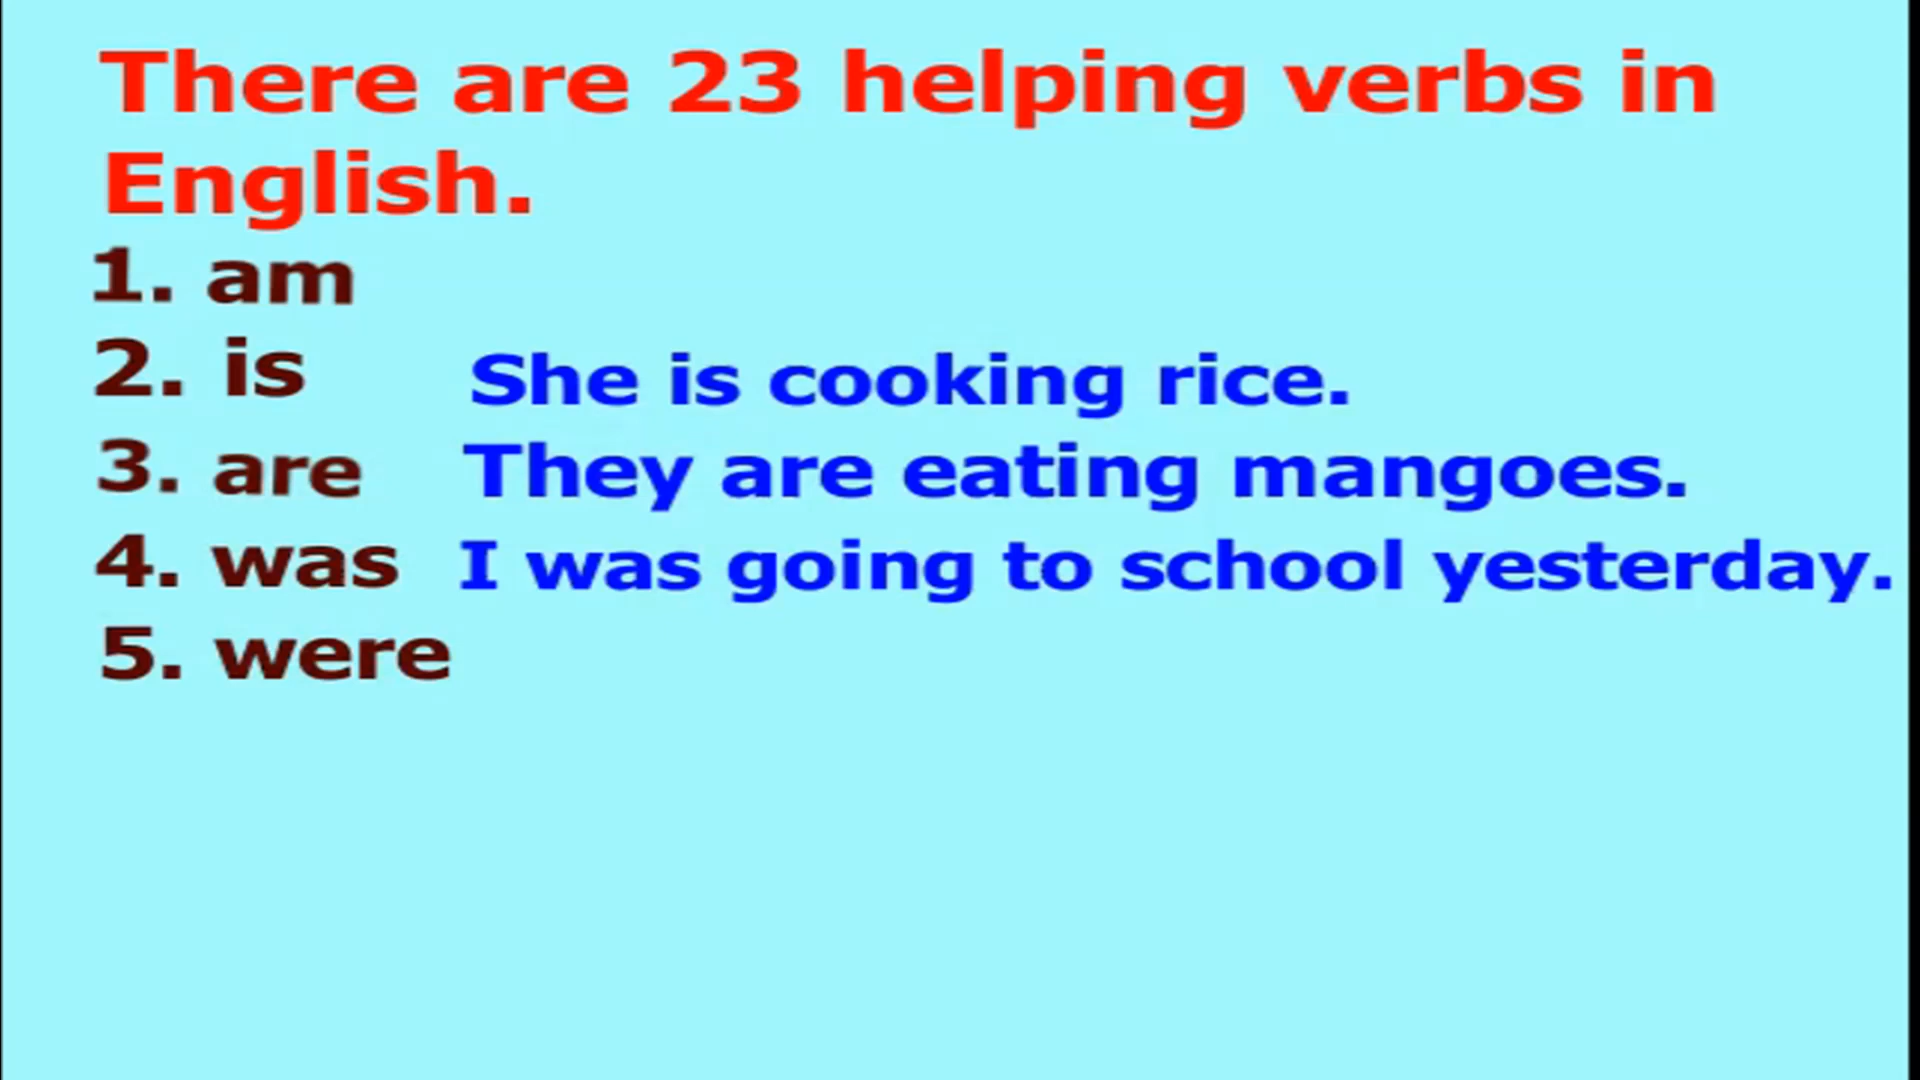 There are 23 helping verbs in
English.
1. am
2. is She is cooking rice.
3. are They are eating mangoes.
4. was I was going to school yesterday.
5. were